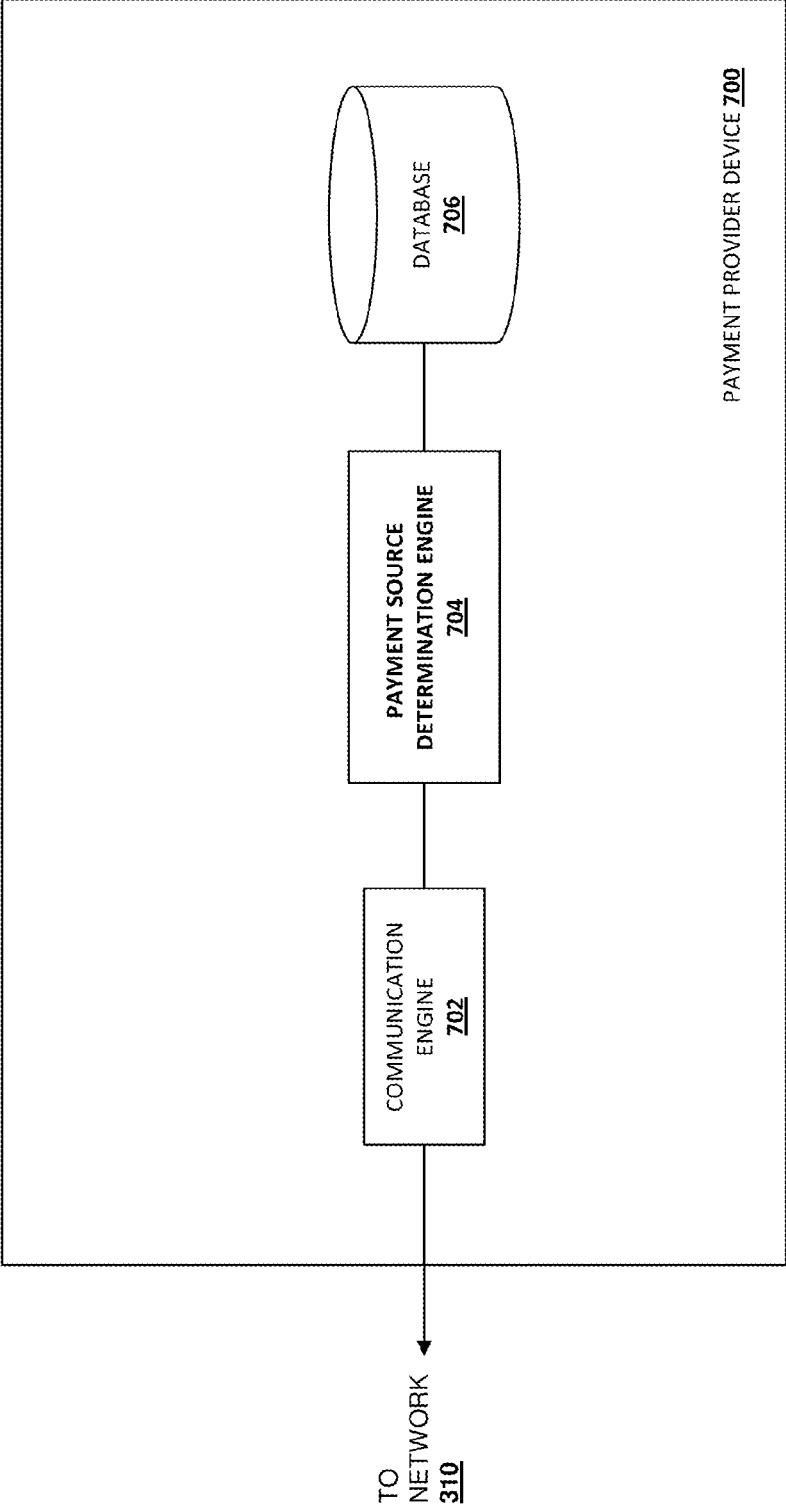 TO
NETWORK
310
COMMUNICATION
ENGINE
702
PAYMENT SOURCE
DETERMINATION ENGINE
704
DATABASE
706
PAYMENT PROVIDER DEVICE 700